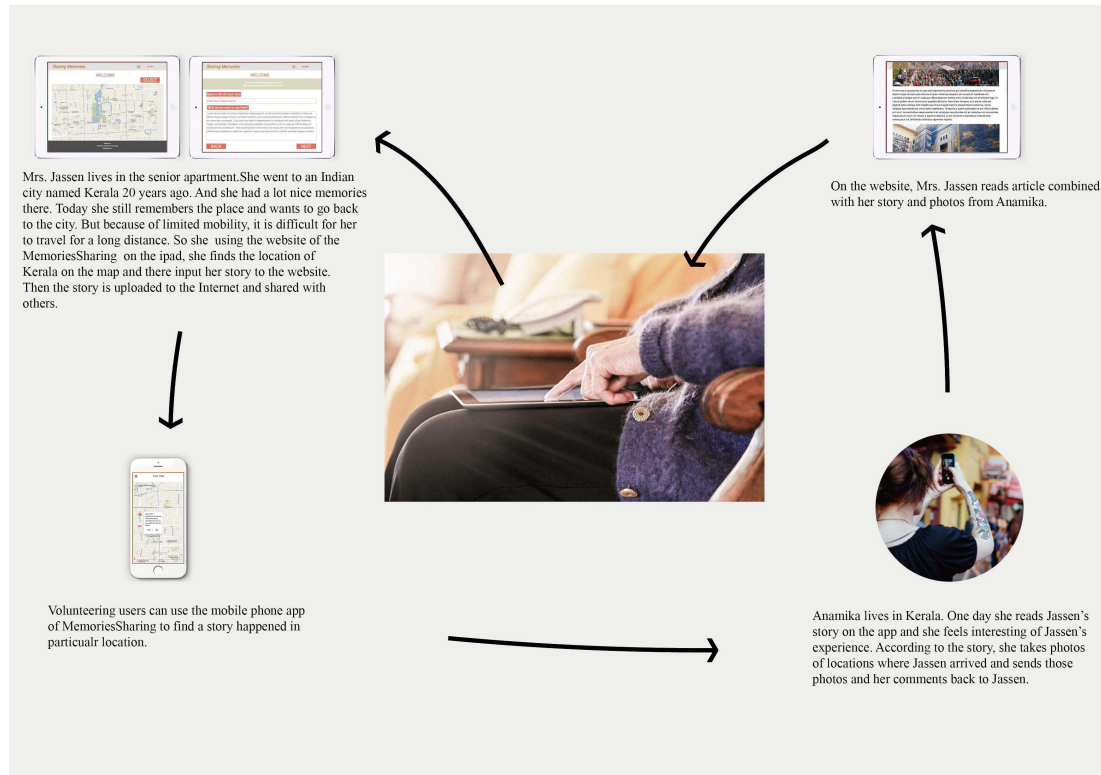 Sharing Memories
WELCOME
SELECT
Sharing Memories
WELCOME
BACK
NEXT
Mrs. Jassen lives in the senior apartment.She went to an Indian
city named Kerala 20 years ago. And she had a lot nice memories
there. Today she still remembers the place and wants to go back
to the city. But because of limited mobility, it is difficult for her
to travel for a long distance. So she using the website of the
MemoriesSharing on the ipad, she finds the location of
Kerala on the map and there input her story to the website.
Then the story is uploaded to the Internet and shared with
others.
On the website, Mrs. Jassen reads article combined
with her story and photos from Anamika.
Volunteering users can use the mobile phone app
of MemoriesSharing to find a story happened in
particualr location.
Anamika lives in Kerala. One day she reads Jassen’s
story on the app and she feels interesting of Jassen’s
experience. According to the story, she takes photos
of locations where Jassen arrived and sends those
photos and her comments back to Jassen.